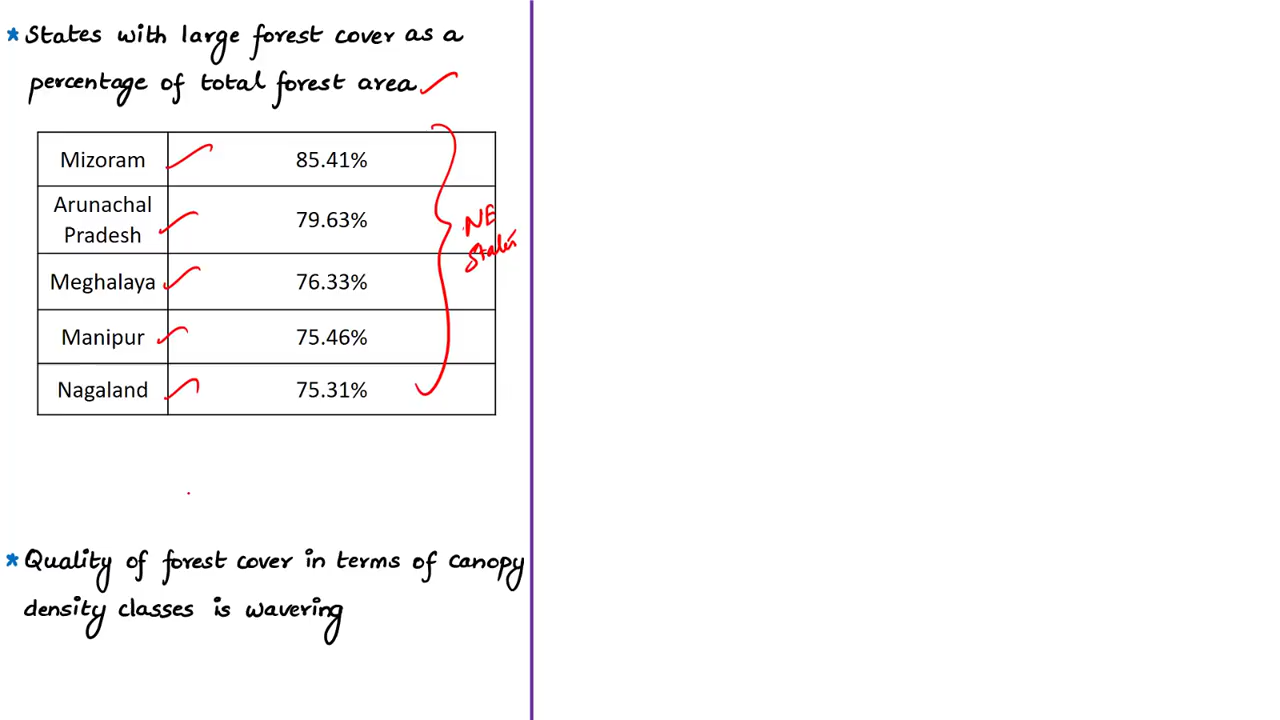 * States with large forest cover as a
percentage of total forest area
Mizoram 85.41%
Arunachal
Pradesh 79.63%
Meghalaya 76.33%
Manipur 75.46%
Nagaland 75.31%
NE
States
* Quality of forest cover in terms of canopy
density classes is wavering